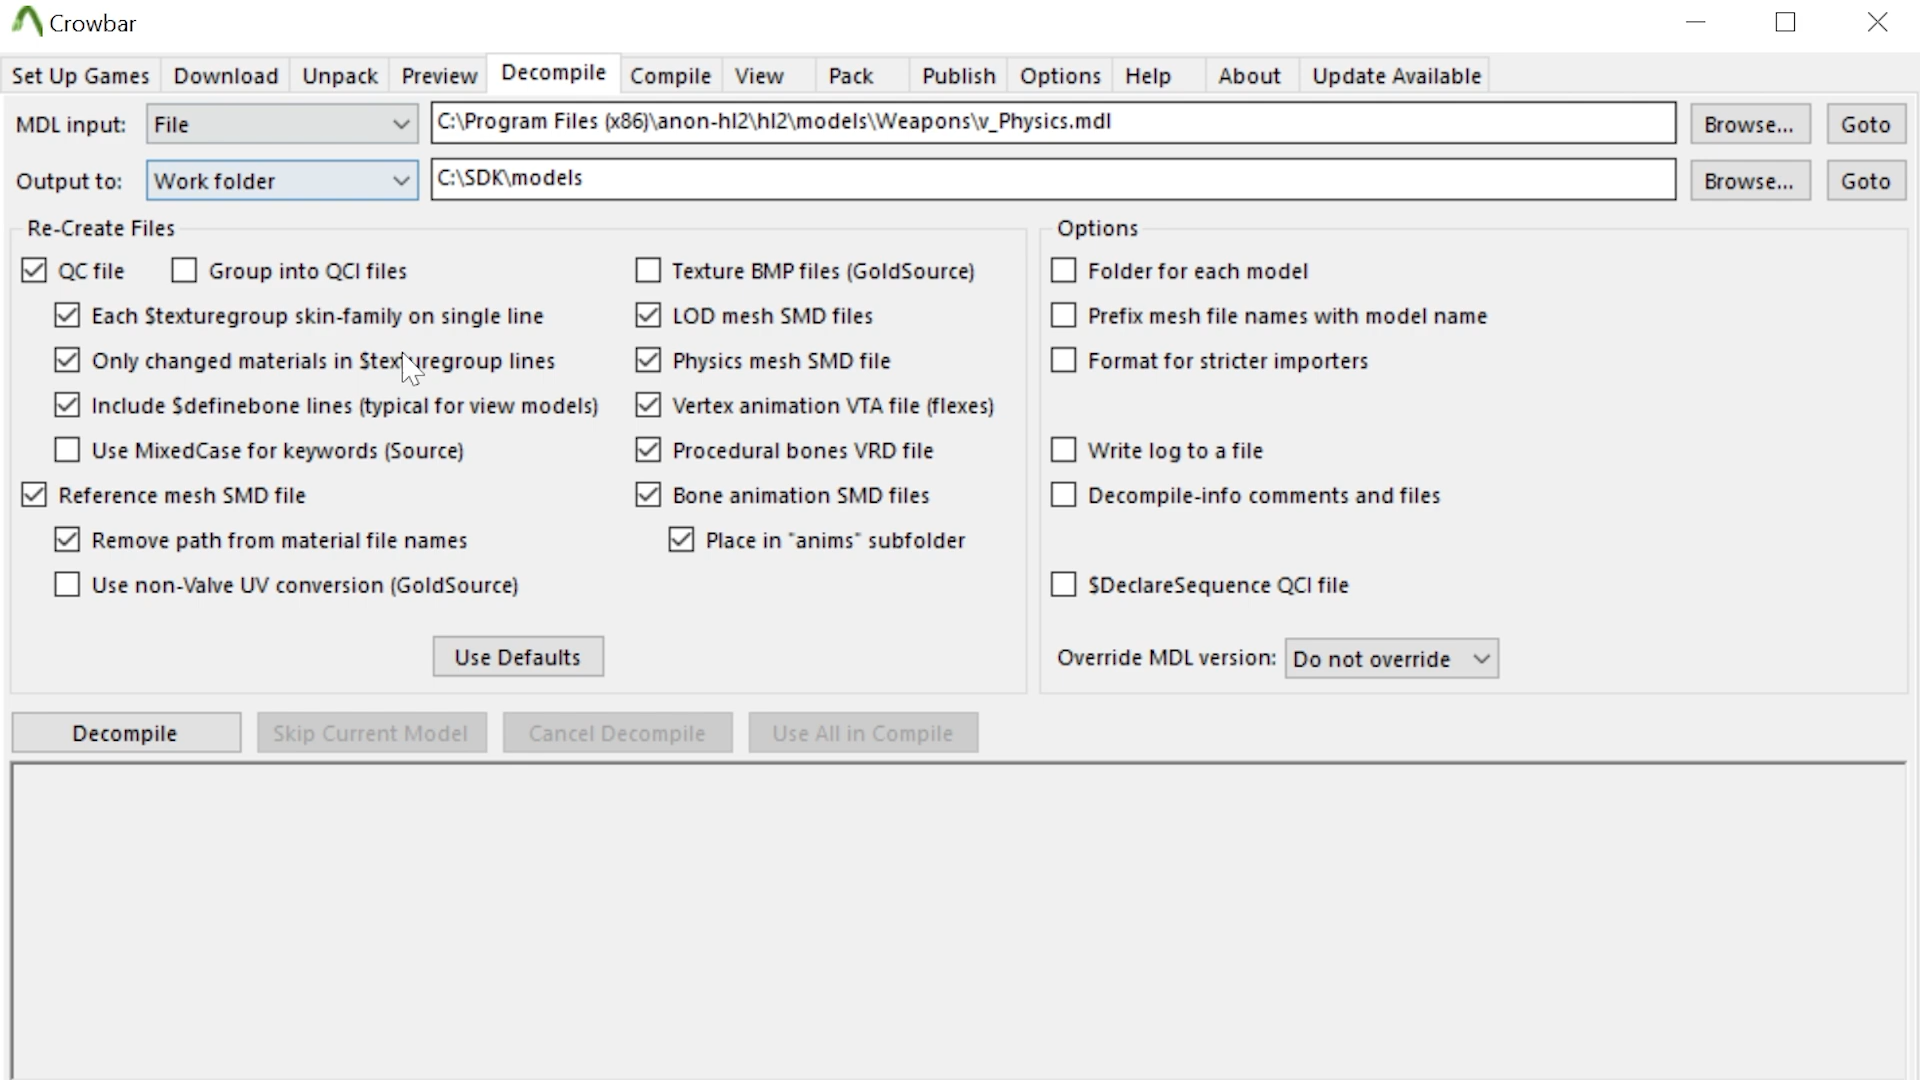 Crowbar
Set Up Games Download Unpack Preview Decompile Compile View Pack Publish Options Help About Update Available
MDL input: File C:\Program Files (x86)\anon-hl2\hl2\models\Weapons\v_Physics.mdl Browse... Goto
Output to: Work folder C:\SDK\models Browse... Goto
Re-Create Files Options
QC file Group into QCI files Texture BMP files (GoldSource) Folder for each model
Each $texturegroup skin-family on single line LOD mesh SMD files Prefix mesh file names with model name
Only changed materials in $texturegroup lines Physics mesh SMD file Format for stricter importers
Include $definebone lines (typical for view models) Vertex animation VTA file (flexes)
Use MixedCase for keywords (Source) Procedural bones VRD file Write log to a file
Reference mesh SMD file Bone animation SMD files Decompile-info comments and files
Remove path from material file names Place in "anims" subfolder
Use non-Valve UV conversion (GoldSource) $DeclareSequence QCI file
Use Defaults Override MDL version: Do not override
Decompile Skip Current Model Cancel Decompile Use All in Compile